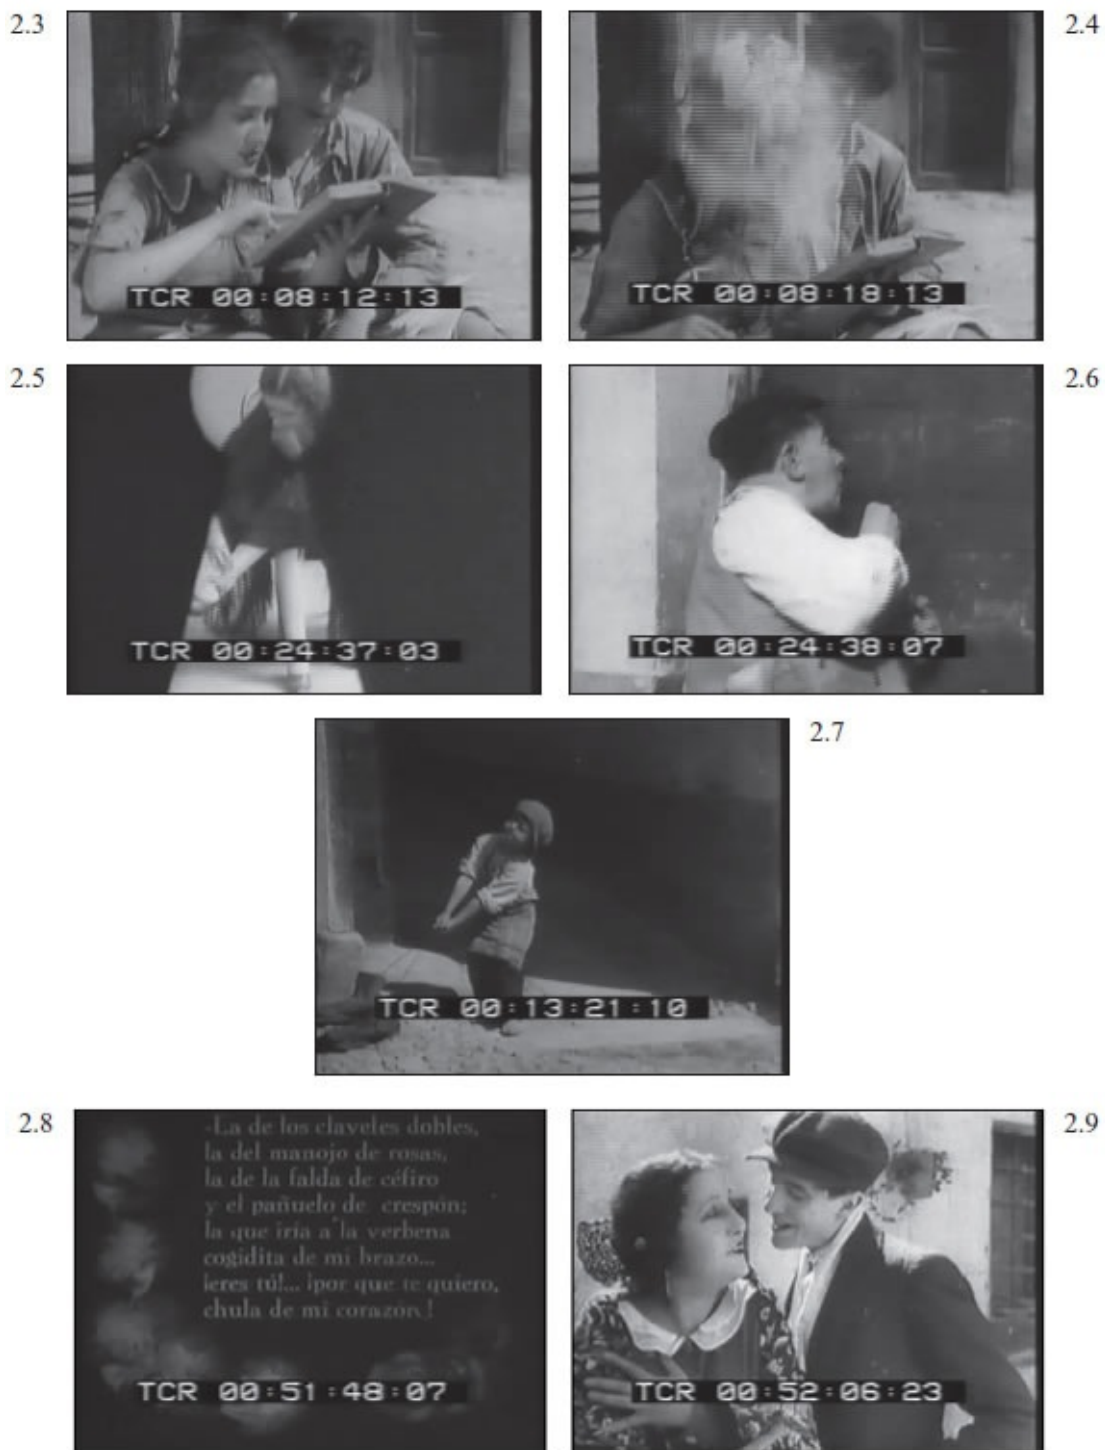 2.3
TCR 00:08:12:13
2.4
TCR 00:08:18:13
2.5
TCR 00:24:37:03
2.6
TCR 00:24:38:07
2.7
TCR 00:13:21:10
2.8
-La de los claveles dobles,
la del manojo de rosas,
la de la falda de céfiro
y el pañuelo de crespón;
la que iría a la verbena
cogidita de mi brazo...
¡eres tú!... ¡por que te quiero,
chula de mi corazón!
TCR 00:51:48:07
2.9
TCR 00:52:06:23